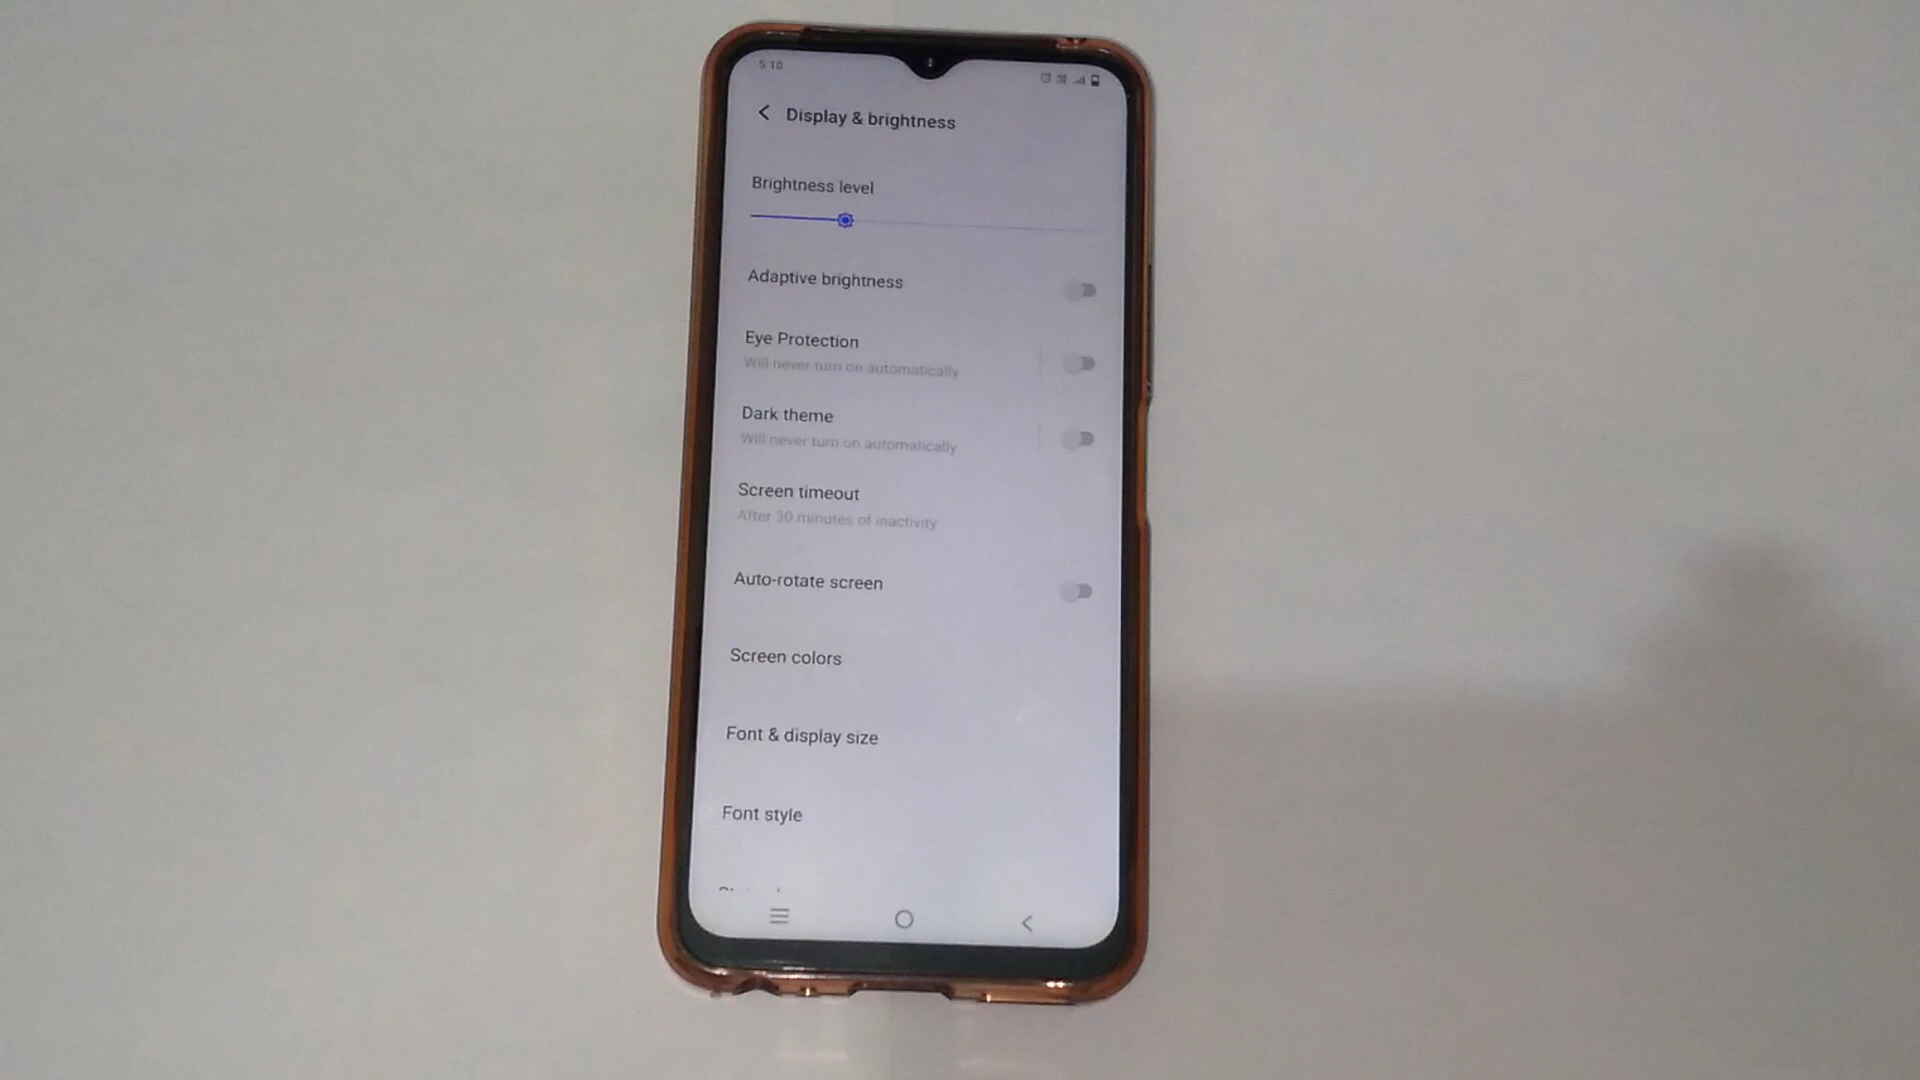 5:10
Display & brightness
Brightness level
Adaptive brightness
Eye Protection
Will never turn on automatically
Dark theme
Will never turn on automatically
Screen timeout
After 30 minutes of inactivity
Auto-rotate screen
Screen colors
Font & display size
Font style